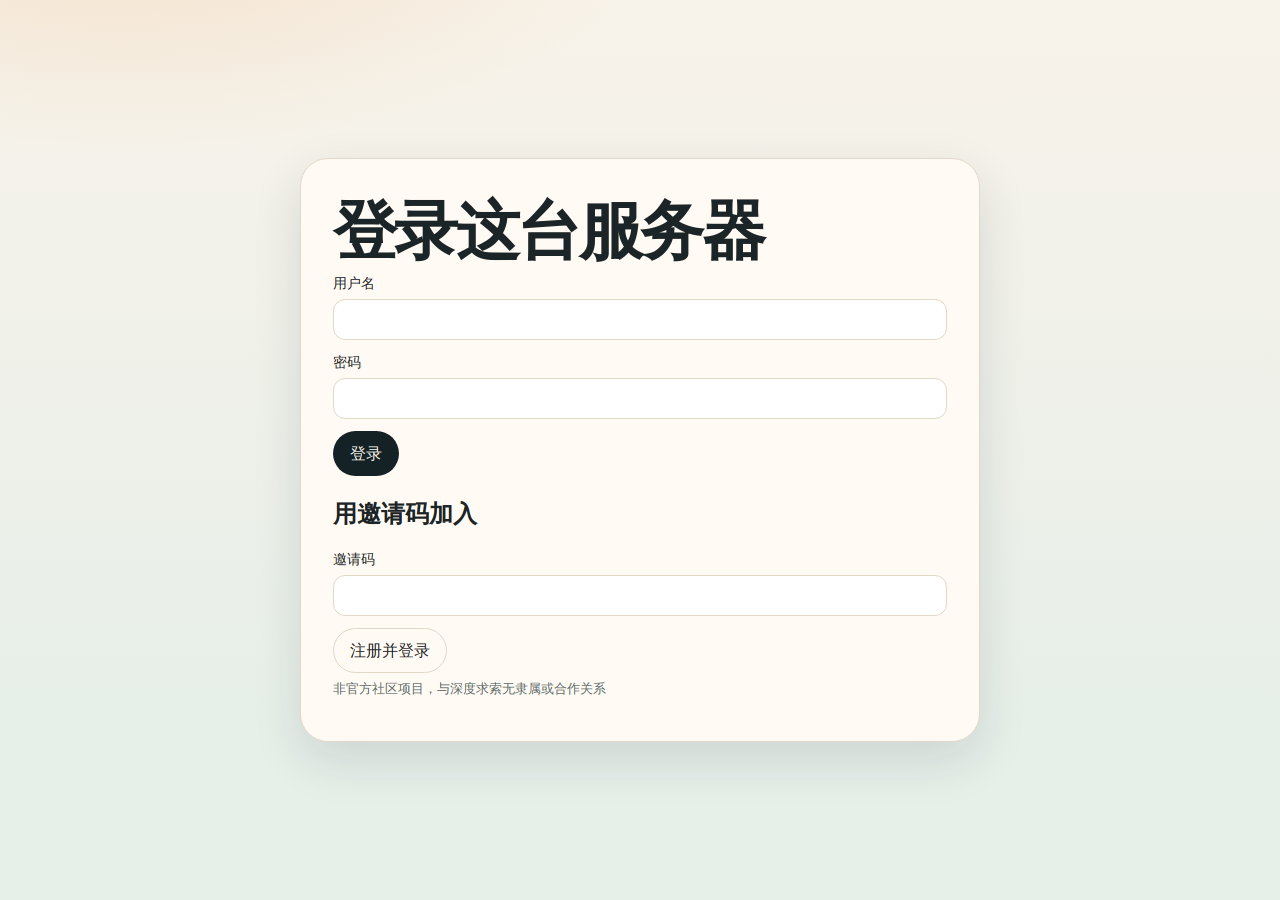 登录这台服务器
用户名
密码
登录
用邀请码加入
邀请码
注册并登录
非官方社区项目，与深度求索无隶属或合作关系